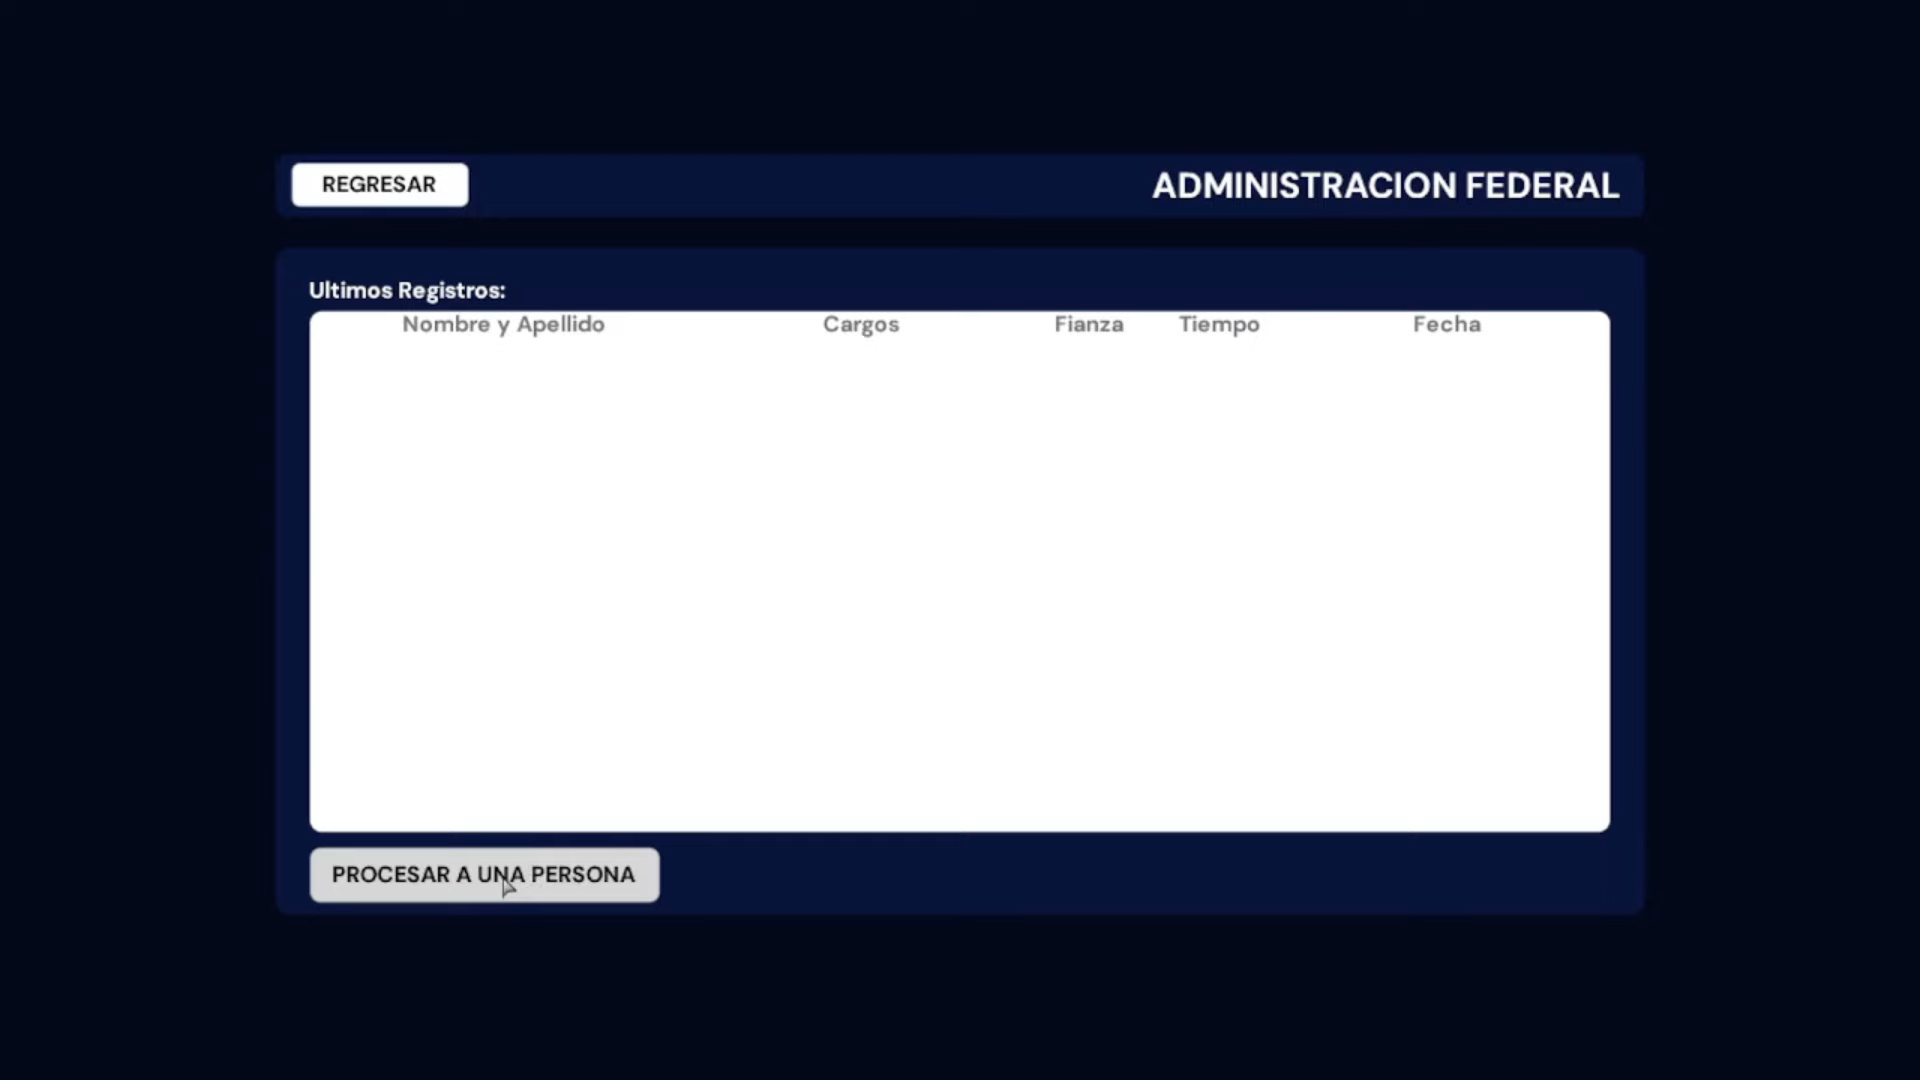 REGRESAR
ADMINISTRACION FEDERAL
Ultimos Registros:
Nombre y Apellido Cargos Fianza Tiempo Fecha
PROCESAR A UNA PERSONA